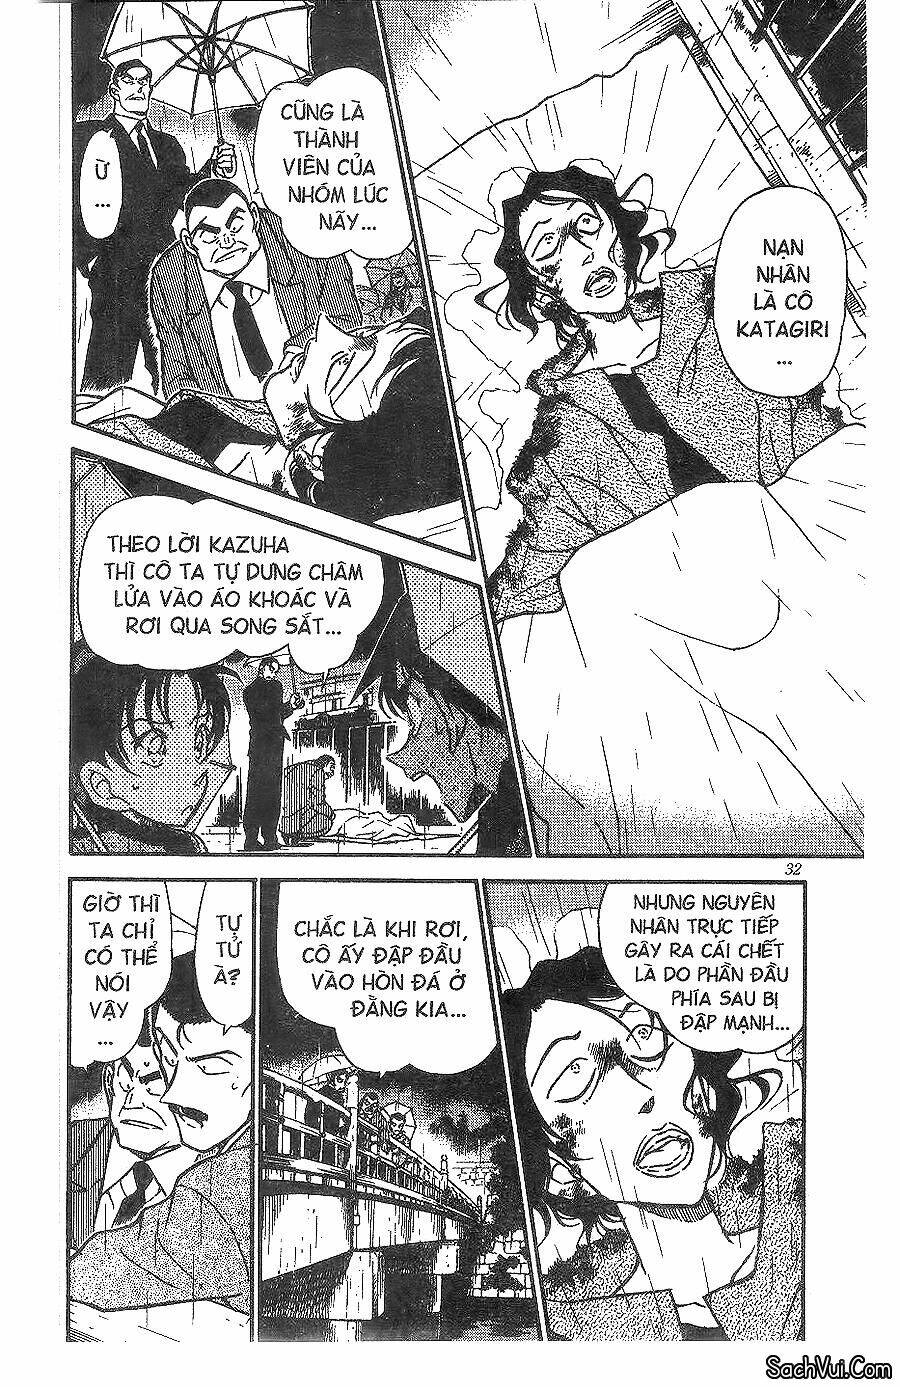 NẠN
NHÂN
LÀ CÔ
KATAGIRI
...
CŨNG LÀ
THÀNH
VIÊN CỦA
NHÓM LÚC
NÃY...
Ừ
...
THEO LỜI KAZUHA
THÌ CÔ TA TỰ DƯNG CHÂM
LỬA VÀO ÁO KHOÁC VÀ
RƠI QUA SONG SẮT...
32
NHƯNG NGUYÊN
NHÂN TRỰC TIẾP
GÂY RA CÁI CHẾT
LÀ DO PHẦN ĐẦU
PHÍA SAU BỊ
ĐẬP MẠNH...
CHẮC LÀ KHI RƠI,
CÔ ẤY ĐẬP ĐẦU
VÀO HÒN ĐÁ Ở
ĐẰNG KIA...
TỰ
TỬ
À?
GIỜ THÌ
TA CHỈ
CÓ THỂ
NÓI
VẬY
...
SachVui.Com